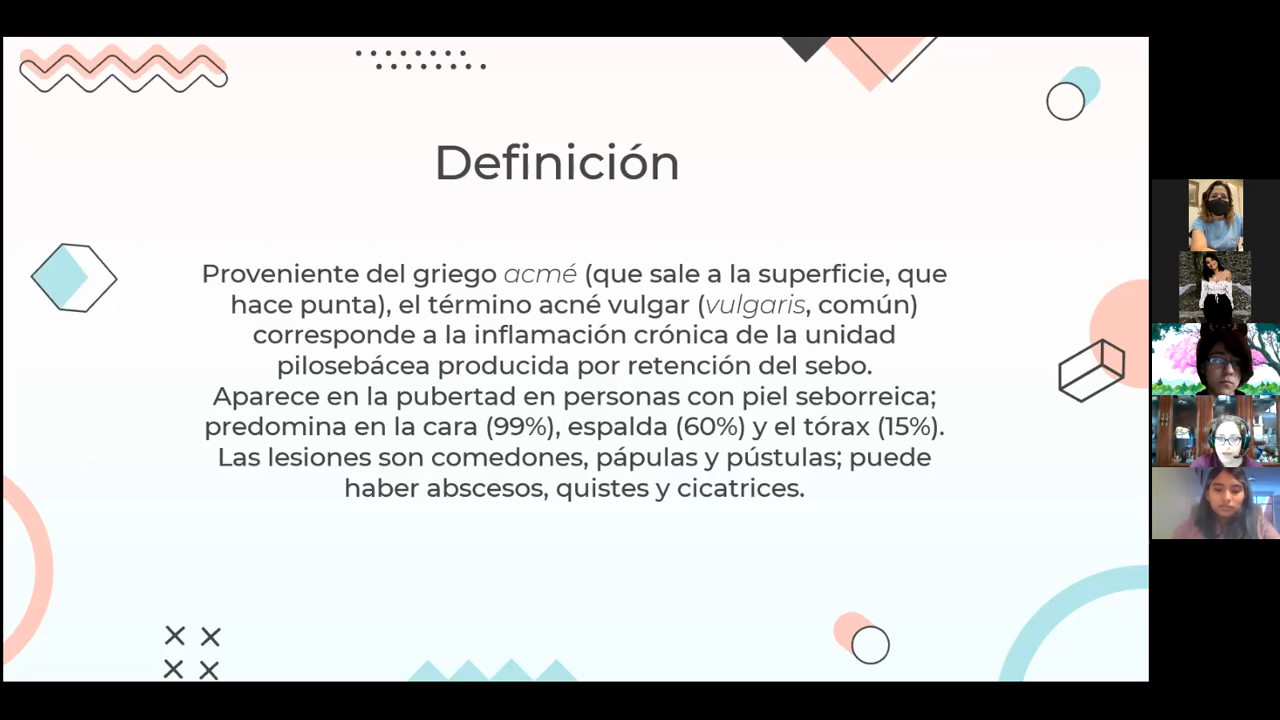 Definición
Proveniente del griego acmé (que sale a la superficie, que
hace punta), el término acné vulgar (vulgaris, común)
corresponde a la inflamación crónica de la unidad
pilosebácea producida por retención del sebo.
Aparece en la pubertad en personas con piel seborreica;
predomina en la cara (99%), espalda (60%) y el tórax (15%).
Las lesiones son comedones, pápulas y pústulas; puede
haber abscesos, quistes y cicatrices.